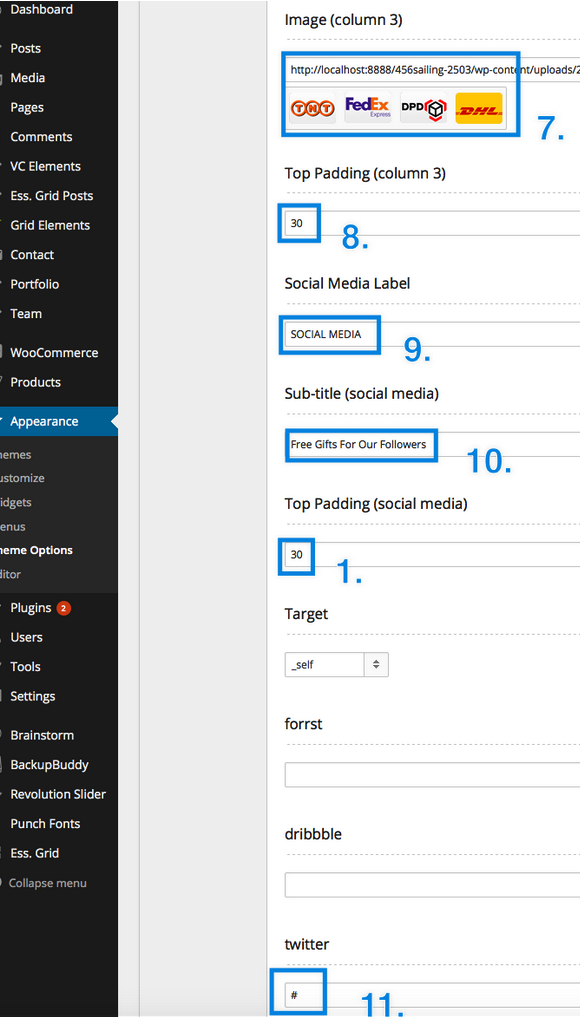 Dashboard
Posts
Media
Pages
Comments
VC Elements
Ess. Grid Posts
Grid Elements
Contact
Portfolio
Team
WooCommerce
Products
Appearance
hemes
ustomize
idgets
enus
heme Options
ditor
Plugins 2
Users
Tools
Settings
Brainstorm
BackupBuddy
Revolution Slider
Punch Fonts
Ess. Grid
Collapse menu
Image (column 3)
http://localhost:8888/456sailing-2503/wp-content/uploads/2
TNT FedEx Express DPD DHL
7.
Top Padding (column 3)
30
8.
Social Media Label
SOCIAL MEDIA
9.
Sub-title (social media)
Free Gifts For Our Followers
10.
Top Padding (social media)
30
1.
Target
_self
forrst
dribbble
twitter
#
11.